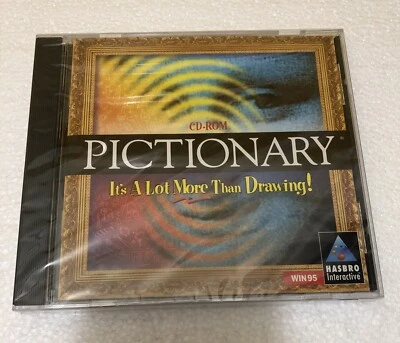 CD-ROM
PICTIONARY
It's A Lot More Than Drawing!
WIN95
HASBRO
Interactive